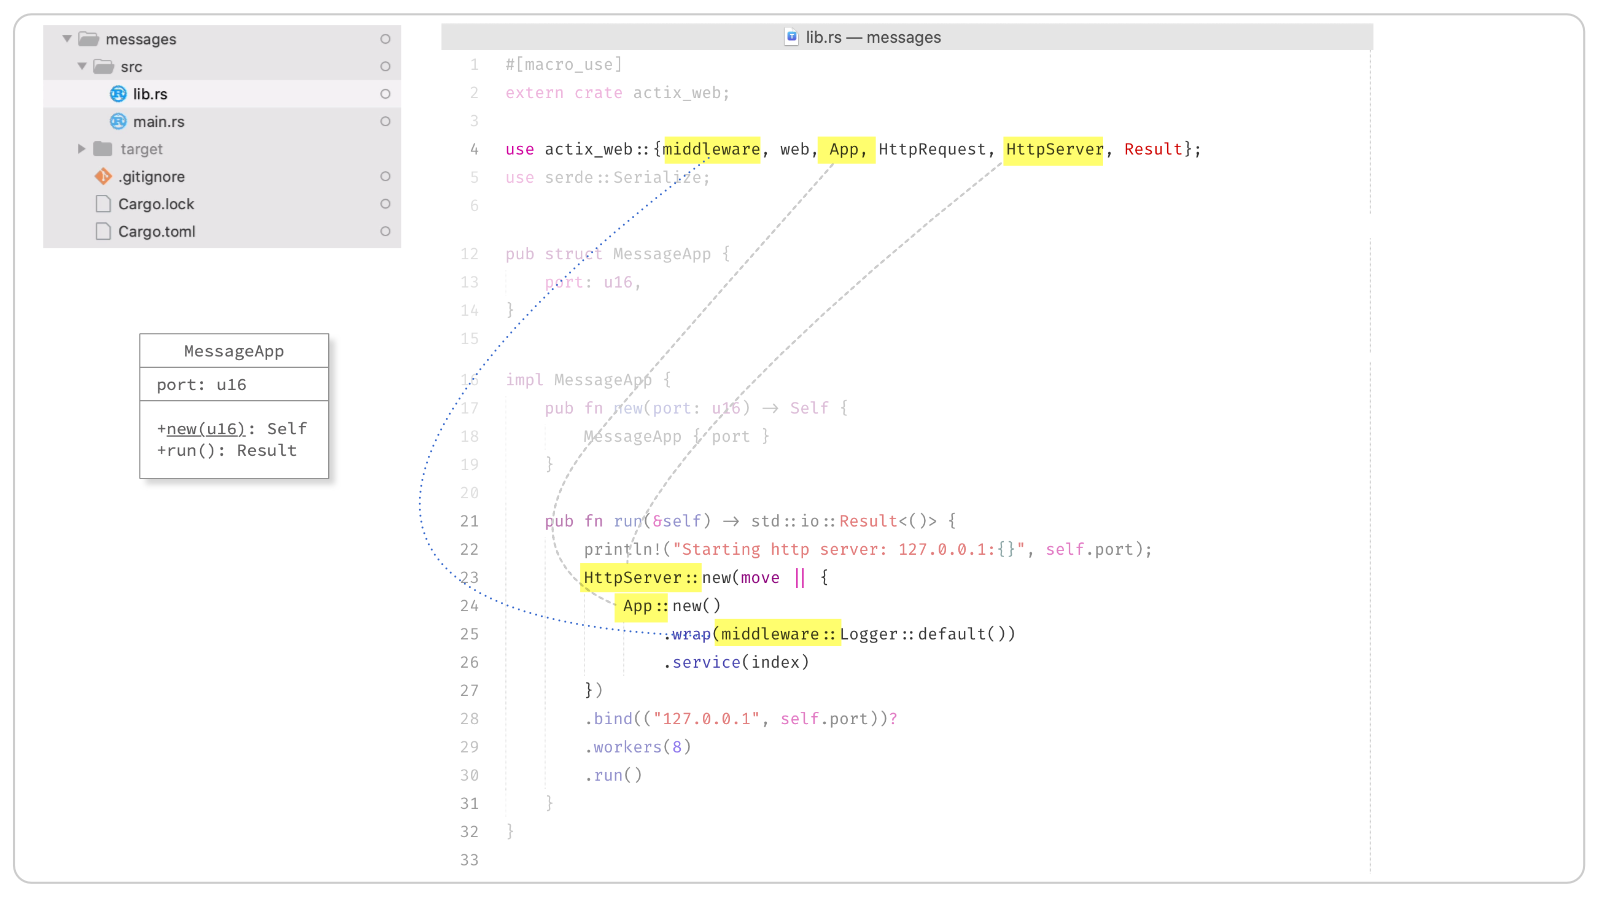 messages
src
lib.rs
main.rs
target
.gitignore
Cargo.lock
Cargo.toml
MessageApp
port: u16
+new(u16): Self
+run(): Result
lib.rs — messages
1 #[macro_use]
2 extern crate actix_web;
3
4 use actix_web::{middleware, web, App, HttpRequest, HttpServer, Result};
5 use serde::Serialize;
6
12 pub struct MessageApp {
13 port: u16,
14 }
15
16 impl MessageApp {
17 pub fn new(port: u16) -> Self {
18 MessageApp { port }
19 }
20
21 pub fn run(&self) -> std::io::Result<()> {
22 println!("Starting http server: 127.0.0.1:{}", self.port);
23 HttpServer::new(move || {
24 App::new()
25 .wrap(middleware::Logger::default())
26 .service(index)
27 })
28 .bind(("127.0.0.1", self.port))?
29 .workers(8)
30 .run()
31 }
32 }
33